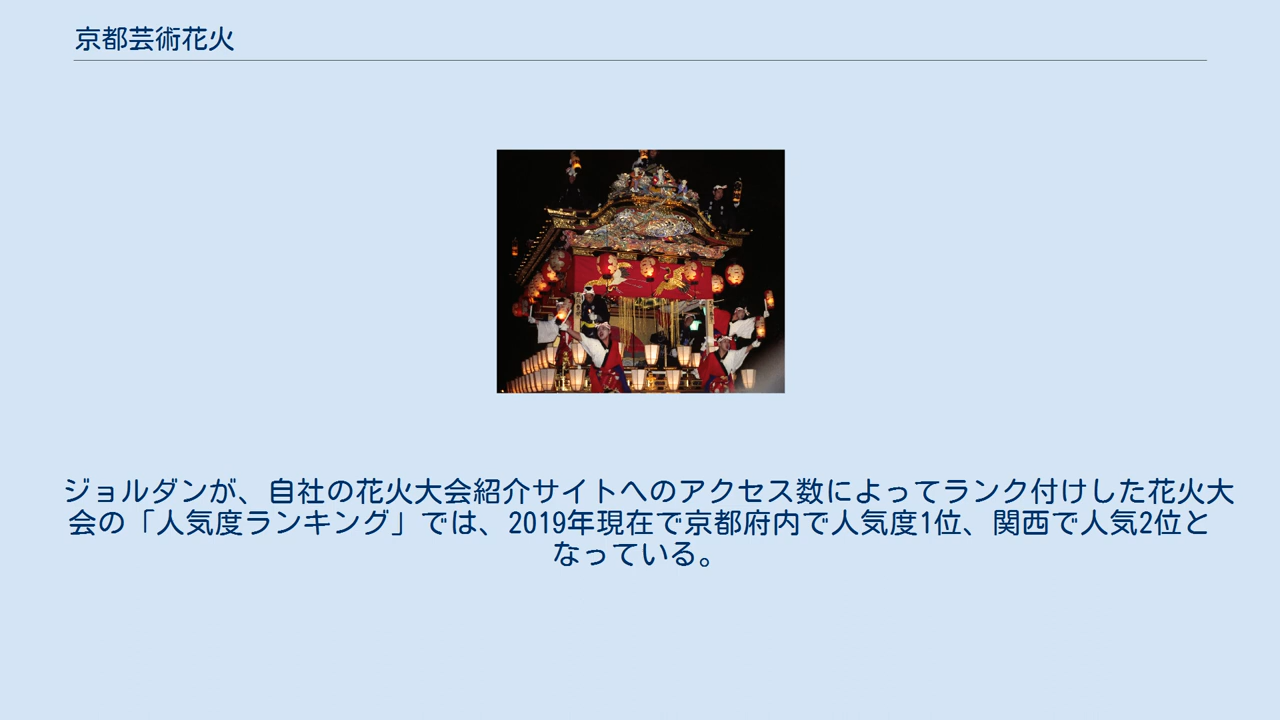 京都芸術花火
ジョルダンが、自社の花火大会紹介サイトへのアクセス数によってランク付けした花火大
会の「人気度ランキング」では、2019年現在で京都府内で人気度1位、関西で人気2位と
なっている。